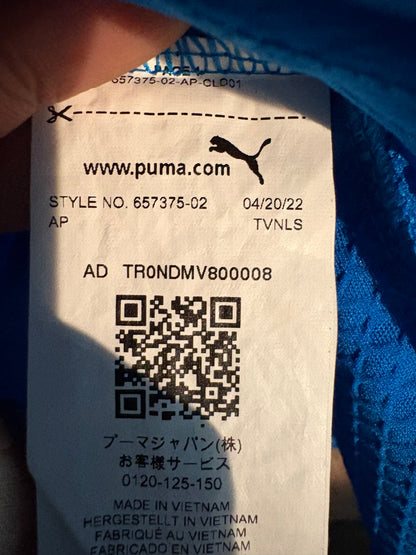 PAGE 1
657375-02-AP-CLO01
www.puma.com
STYLE NO. 657375-02 04/20/22
AP TVNLS
AD TR0NDMV800008
プーマジャパン(株)
お客様サービス
0120-125-150
MADE IN VIETNAM
HERGESTELLT IN VIETNAM
FABRIQUÉ AU VIETNAM
FABRICADO EN VIETNAM